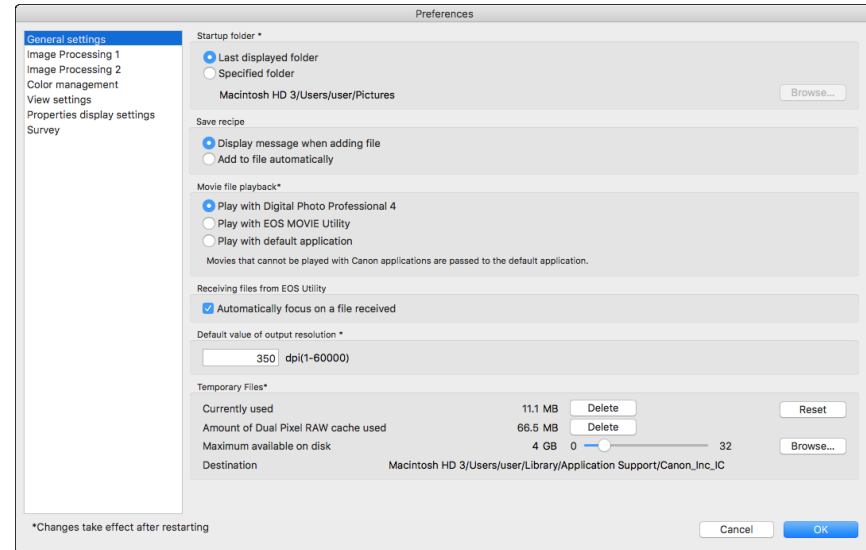 Preferences
General settings
Image Processing 1
Image Processing 2
Color management
View settings
Properties display settings
Survey
Startup folder *
Last displayed folder
Specified folder
Macintosh HD 3/Users/user/Pictures
Browse...
Save recipe
Display message when adding file
Add to file automatically
Movie file playback*
Play with Digital Photo Professional 4
Play with EOS MOVIE Utility
Play with default application
Movies that cannot be played with Canon applications are passed to the default application.
Receiving files from EOS Utility
Automatically focus on a file received
Default value of output resolution *
350 dpi(1-60000)
Temporary Files*
Currently used 11.1 MB Delete Reset
Amount of Dual Pixel RAW cache used 66.5 MB Delete
Maximum available on disk 4 GB 0 32 Browse...
Destination Macintosh HD 3/Users/user/Library/Application Support/Canon_Inc_IC
*Changes take effect after restarting
Cancel OK